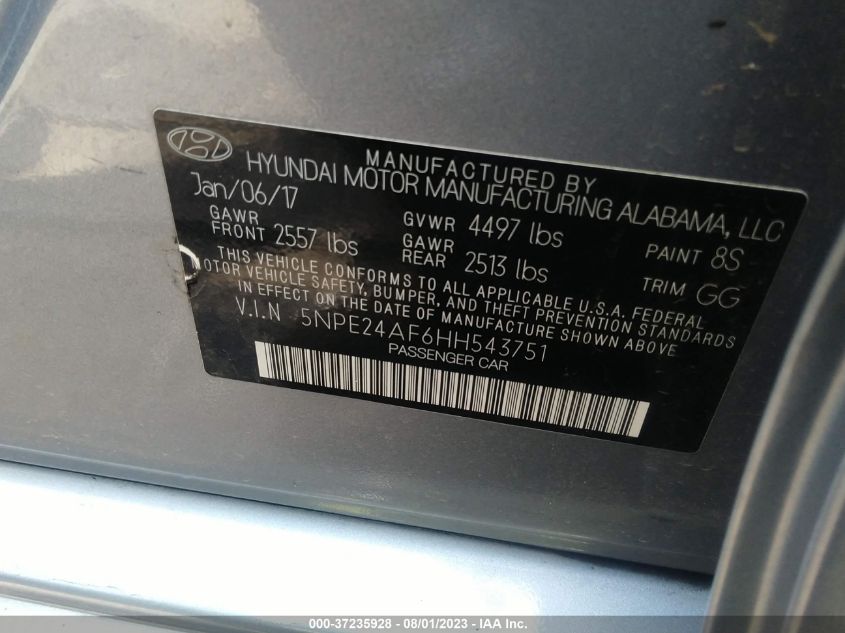 MANUFACTURED BY
HYUNDAI MOTOR MANUFACTURING ALABAMA, LLC
Jan/06/17
GAWR FRONT 2557 lbs
GVWR 4497 lbs
GAWR REAR 2513 lbs
PAINT 8S
TRIM GG
THIS VEHICLE CONFORMS TO ALL APPLICABLE U.S.A. FEDERAL
MOTOR VEHICLE SAFETY, BUMPER, AND THEFT PREVENTION STANDARDS
IN EFFECT ON THE DATE OF MANUFACTURE SHOWN ABOVE
V.I.N 5NPE24AF6HH543751
PASSENGER CAR
000-37235928 - 08/01/2023 - IAA Inc.